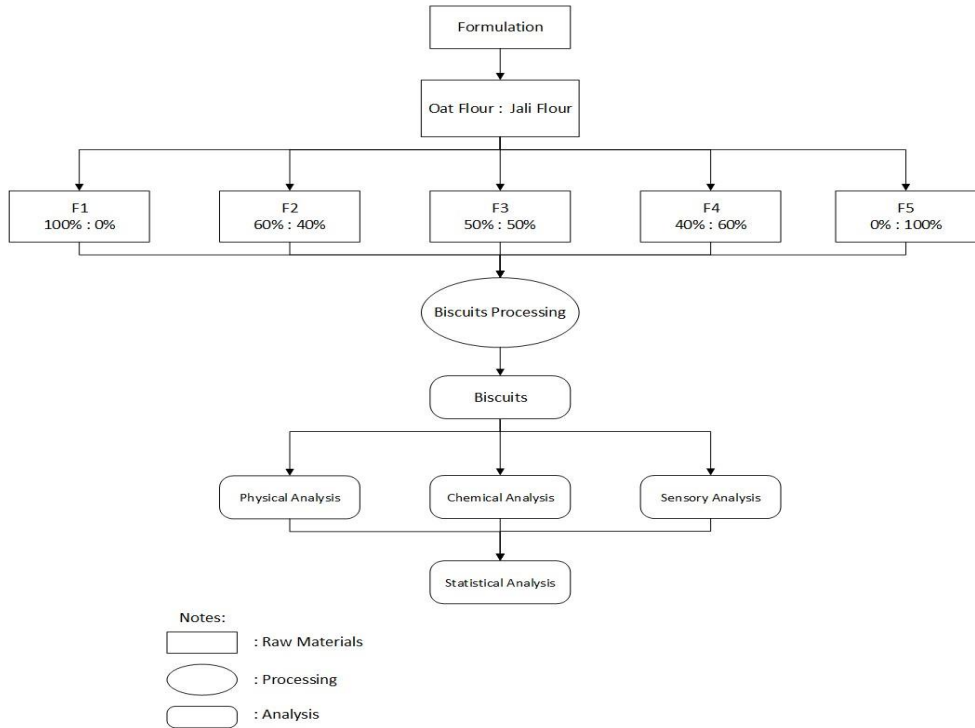 Formulation
Oat Flour : Jali Flour
F1
100% : 0%
F2
60% : 40%
F3
50% : 50%
F4
40% : 60%
F5
0% : 100%
Biscuits Processing
Biscuits
Physical Analysis
Chemical Analysis
Sensory Analysis
Statistical Analysis
Notes:
: Raw Materials
: Processing
: Analysis